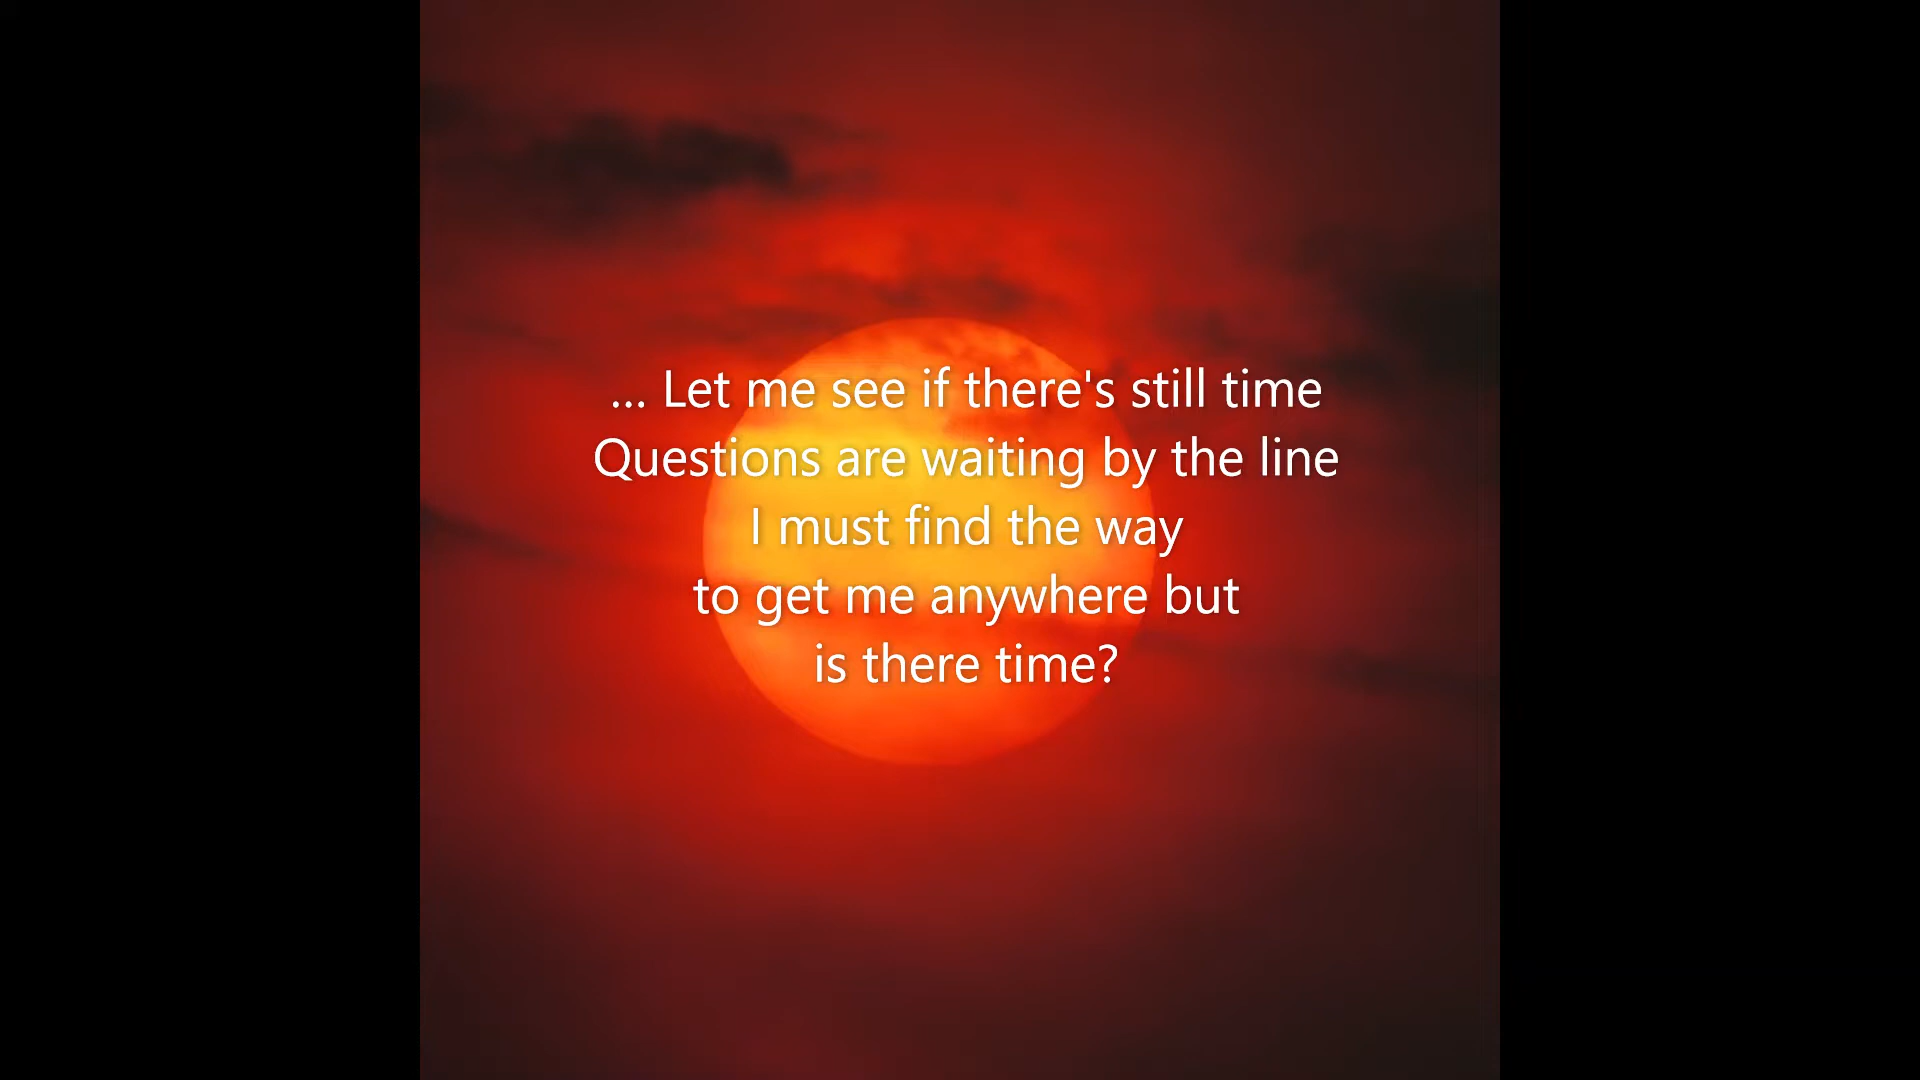 ... Let me see if there's still time
Questions are waiting by the line
I must find the way
to get me anywhere but
is there time?